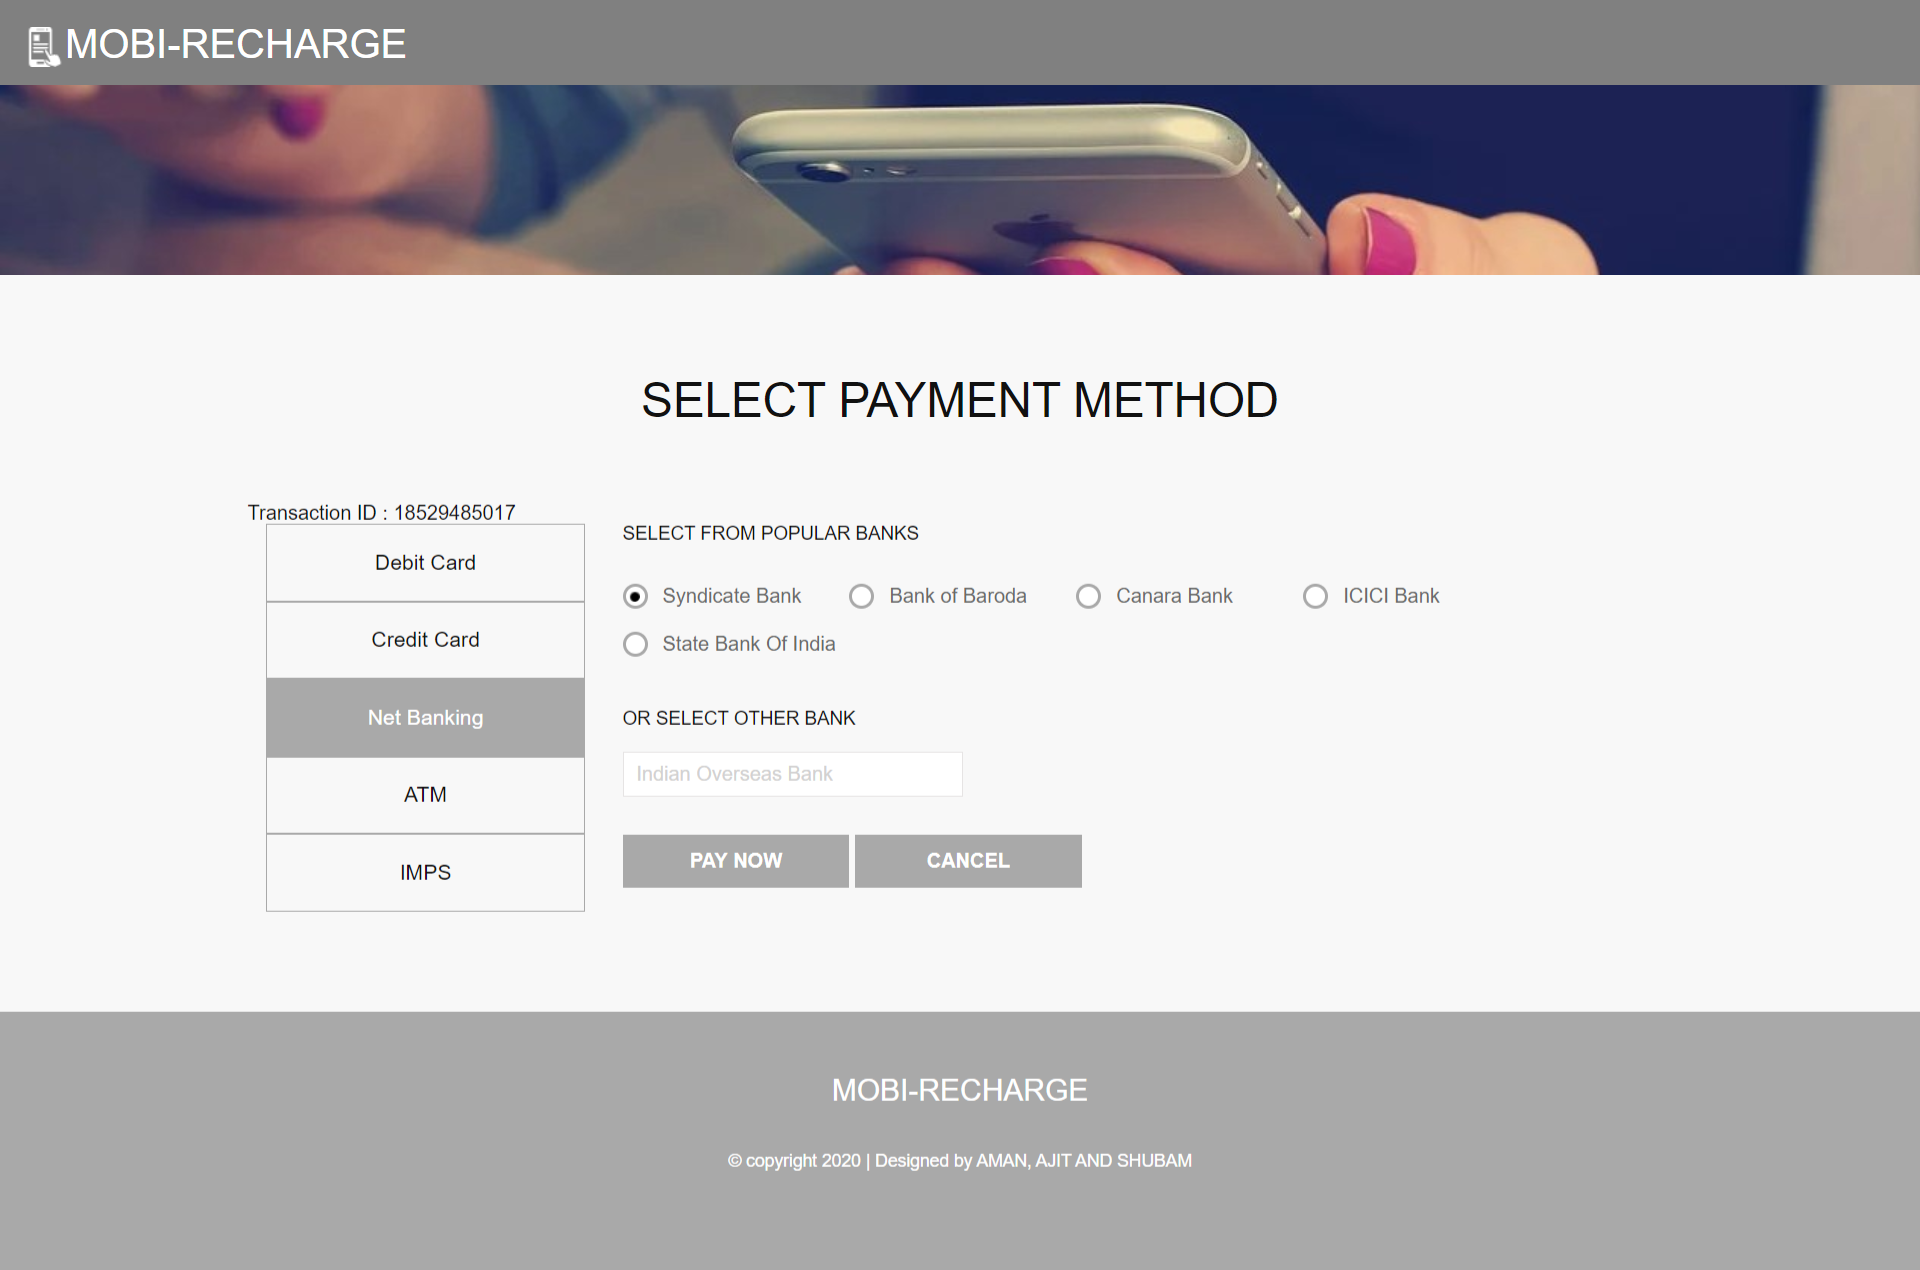 MOBI-RECHARGE
SELECT PAYMENT METHOD
Transaction ID : 18529485017
Debit Card
Credit Card
Net Banking
ATM
IMPS
SELECT FROM POPULAR BANKS
Syndicate Bank Bank of Baroda Canara Bank ICICI Bank
State Bank Of India
OR SELECT OTHER BANK
Indian Overseas Bank
PAY NOW CANCEL
MOBI-RECHARGE
© copyright 2020 | Designed by AMAN, AJIT AND SHUBAM